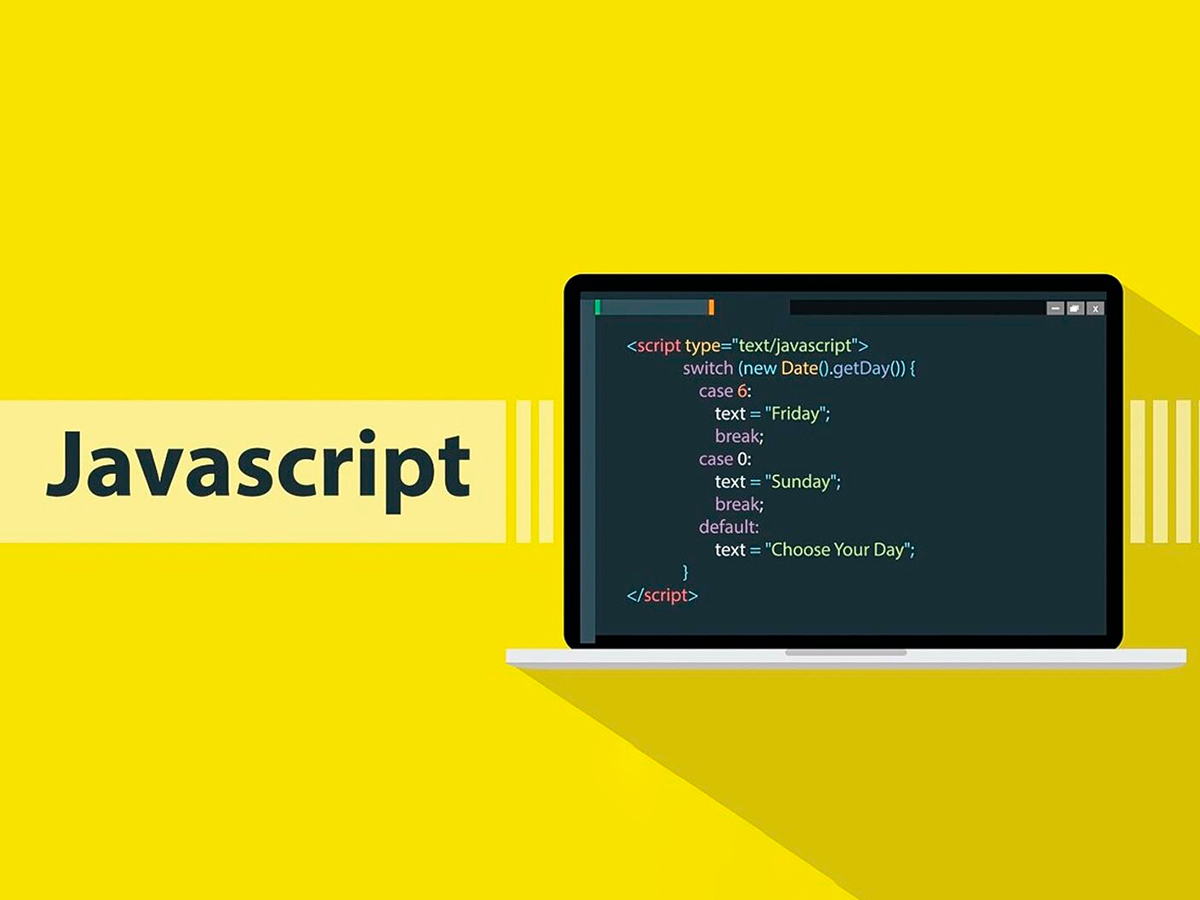 Javascript
<script type="text/javascript">
switch (new Date().getDay()) {
case 6:
text = "Friday";
break;
case 0:
text = "Sunday";
break;
default:
text = "Choose Your Day";
}
</script>